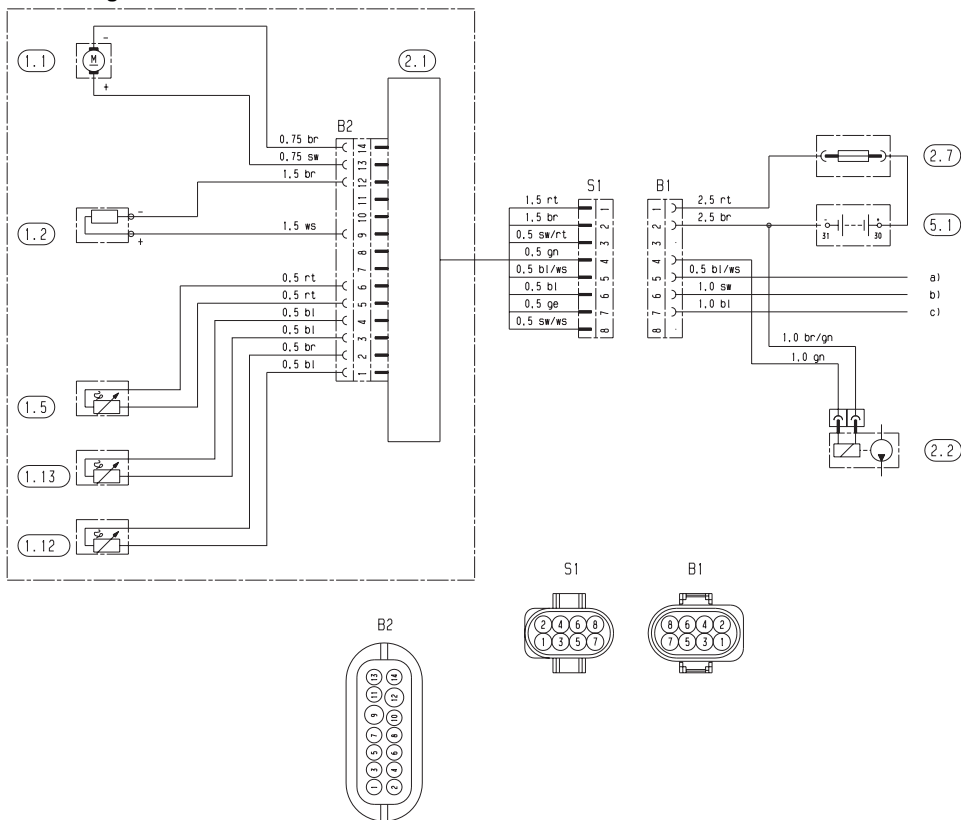 1.1
-
M
+
2.1
B2
0.75 br
0.75 sw
1.5 br
1.5 ws
0.5 rt
0.5 rt
0.5 bl
0.5 bl
0.5 br
0.5 bl
14
13
12
11
10
9
8
7
6
5
4
3
2
1
1.2
-
+
1.5
1.13
1.12
S1
B1
1.5 rt
1.5 br
0.5 sw/rt
0.5 gn
0.5 bl/ws
0.5 bl
0.5 ge
0.5 sw/ws
1
2
3
4
5
6
7
8
1
2
3
4
5
6
7
8
2.5 rt
2.5 br
0.5 bl/ws
1.0 sw
1.0 bl
a)
b)
c)
2.7
5.1
-
+
31
30
1.0 br/gn
1.0 gn
2.2
S1
B1
2 4 6 8
1 3 5 7
8 6 4 2
7 5 3 1
B2
13 14
11 12
9 10
7 8
5 6
3 4
1 2